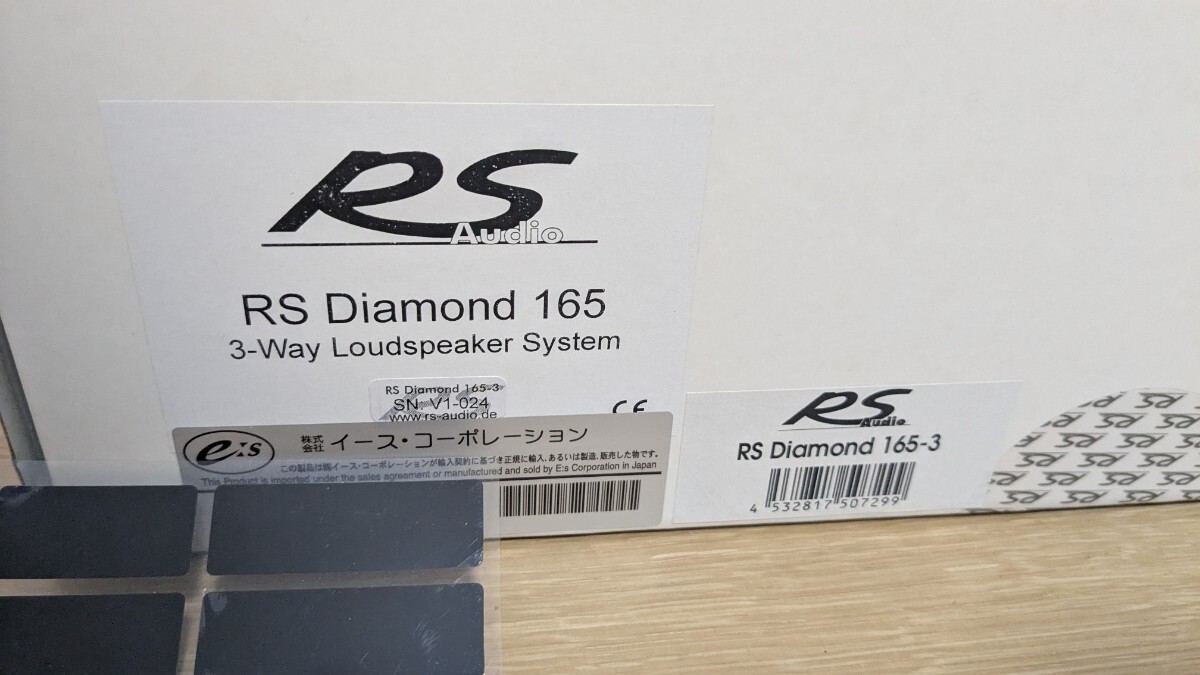 RS
Audio
RS Diamond 165
3-Way Loudspeaker System
RS Diamond 165-3
SN. V1-024
www.rs-audio.de
CE
e:s
株式会社 イース・コーポレーション
この製品は㈱イース・コーポレーションが輸入契約に基づき正規に輸入、あるいは製造、販売した物です。
This Product is imported under the sales agreement or manufactured and sold by E:s Corporation in Japan
RS
Audio
RS Diamond 165-3
4 532817 507299